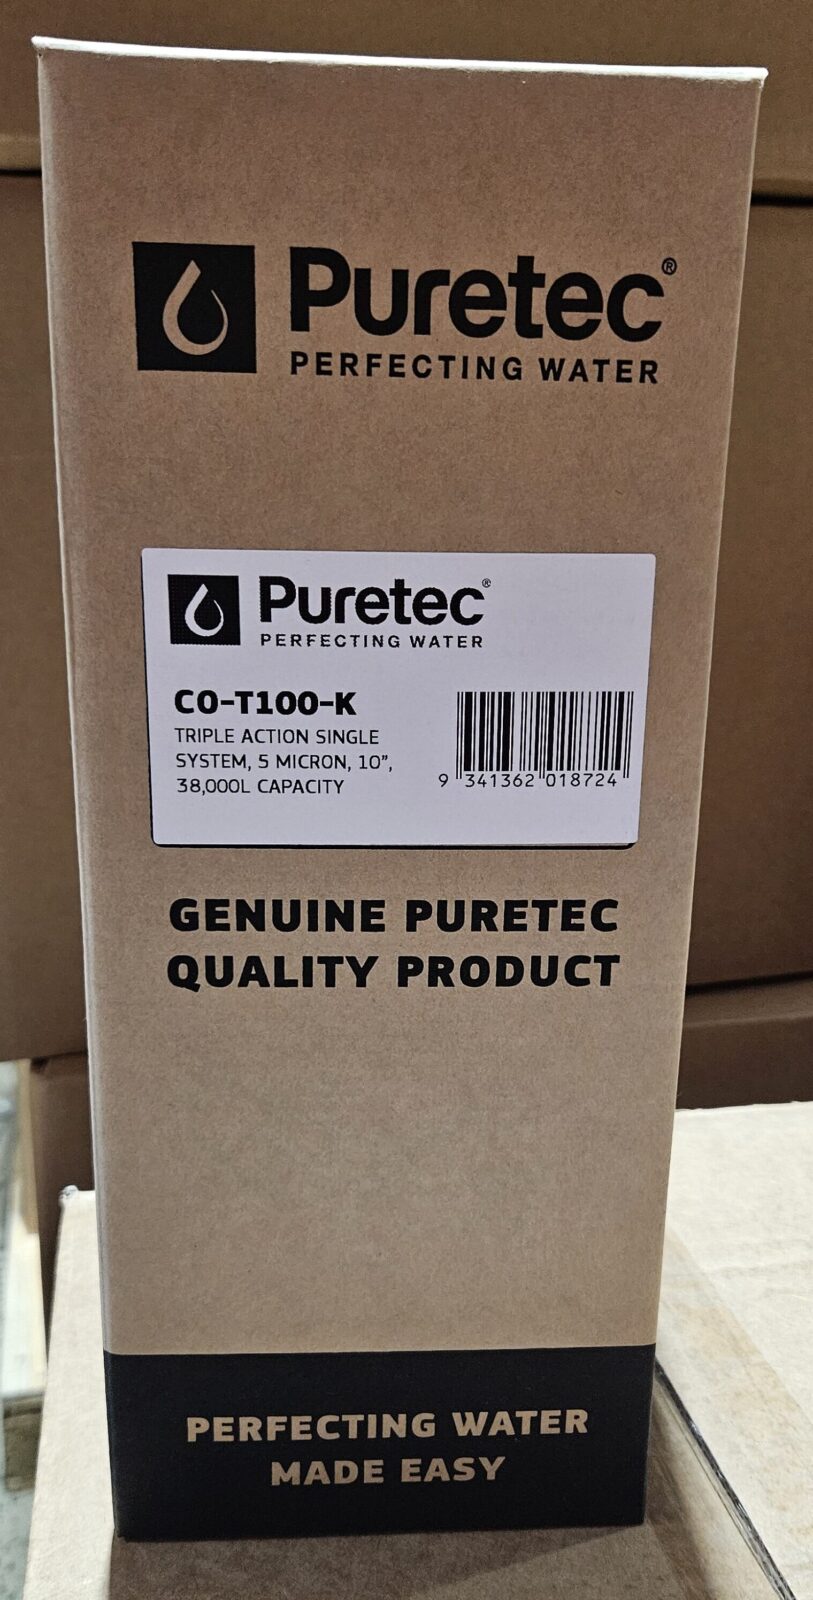 Puretec®
PERFECTING WATER
Puretec®
PERFECTING WATER
CO-T100-K
TRIPLE ACTION SINGLE
SYSTEM, 5 MICRON, 10”,
38,000L CAPACITY
9 341362 018724
GENUINE PURETEC
QUALITY PRODUCT
PERFECTING WATER
MADE EASY